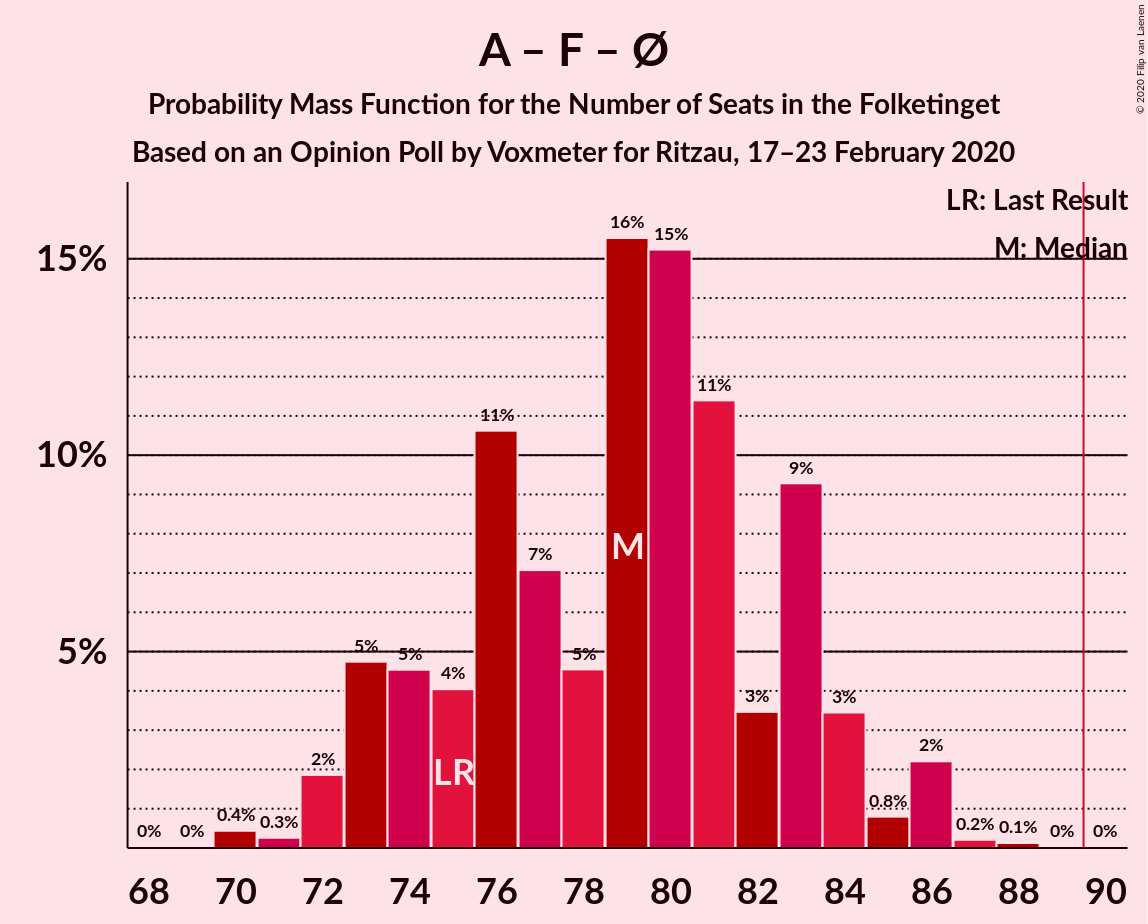 A – F – Ø
Probability Mass Function for the Number of Seats in the Folketinget
Based on an Opinion Poll by Voxmeter for Ritzau, 17–23 February 2020
© 2020 Filip van Laenen
LR: Last Result
M: Median
15%
10%
5%
0%
0%
0.4%
0.3%
2%
5%
5%
4%
11%
7%
5%
16%
15%
11%
3%
9%
3%
0.8%
2%
0.2%
0.1%
0%
0%
LR
M
68 70 72 74 76 78 80 82 84 86 88 90